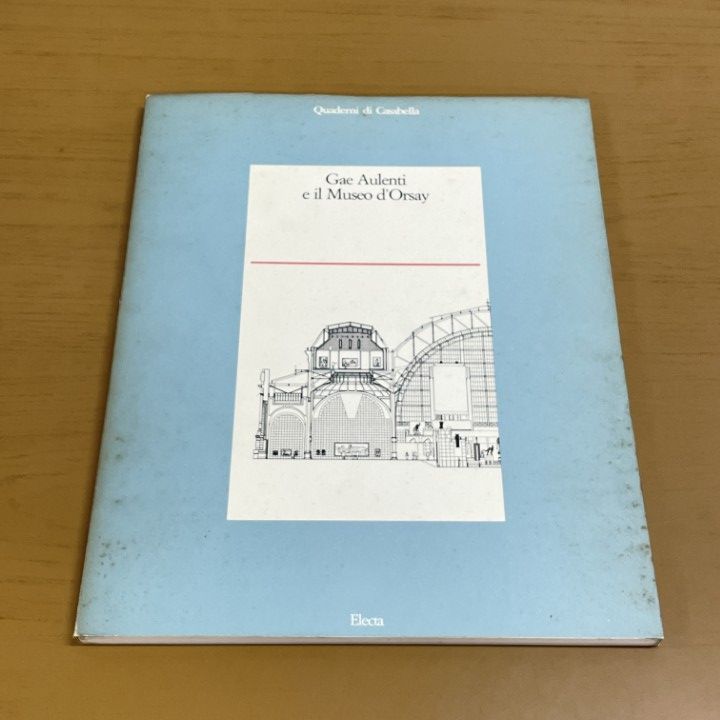 Quaderni di Casabella
Gae Aulenti
e il Museo d'Orsay
Electa